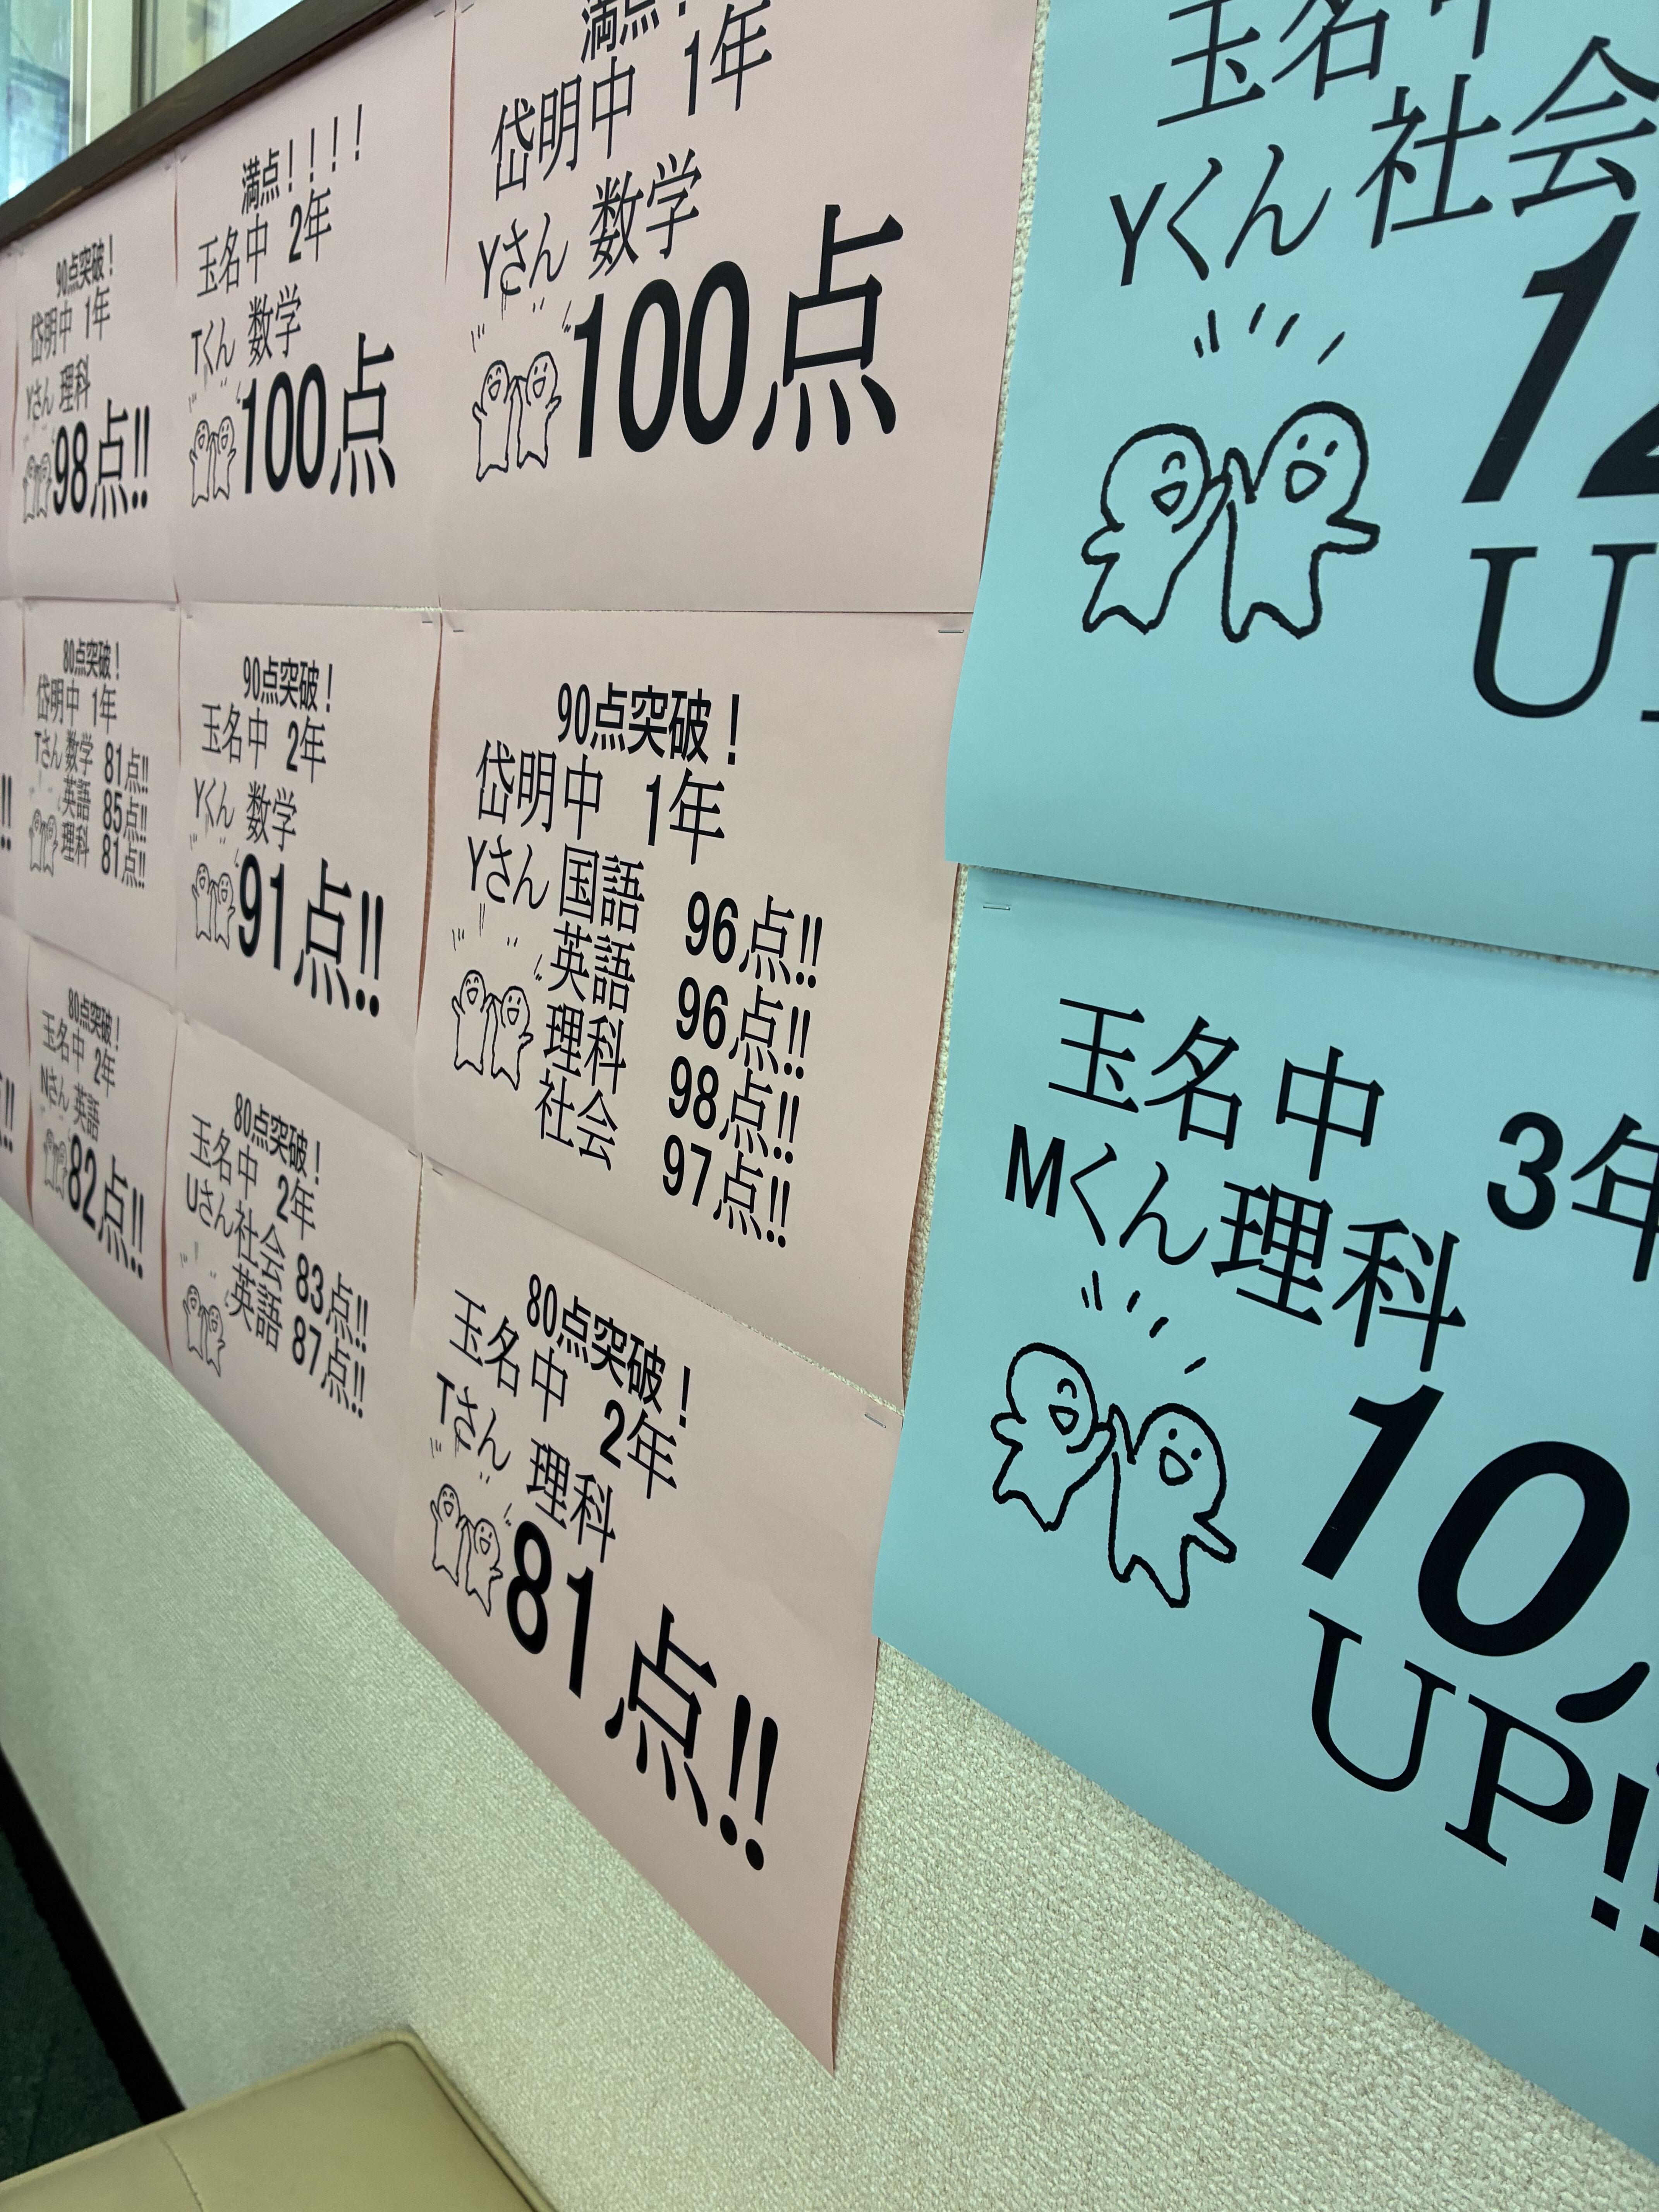 90点突破！
岱明中 1年
Yさん 理科
98点!!
満点！！！！
玉名中 2年
Tくん 数学
100点
満点！
岱明中 1年
Yさん 数学
100点
玉名中
Yくん 社会
80点突破！
岱明中 1年
Tさん 数学 81点!!
英語 85点!!
理科 81点!!
90点突破！
玉名中 2年
Yくん 数学
91点!!
90点突破！
岱明中 1年
Yさん 国語 96点!!
英語 96点!!
理科 98点!!
社会 97点!!
80点突破！
玉名中 2年
Nさん 英語
82点!!
80点突破！
玉名中 2年
Uさん 社会 83点!!
英語 87点!!
80点突破！
玉名中 2年
Tさん 理科
81点!!
玉名中 3年
Mくん 理科
10
UP!!